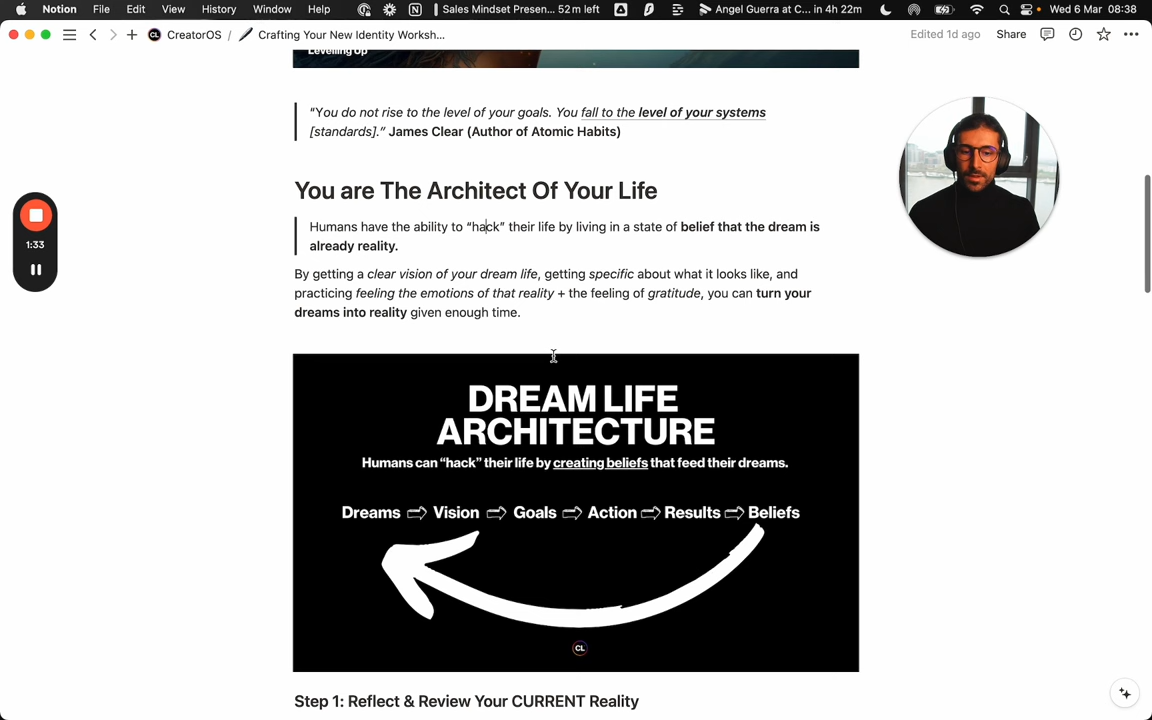 Notion File Edit View History Window Help Sales Mindset Presen... 52 m left Angel Guerra at C... in 4h 22m Wed 6 Mar 08:38
CreatorOS / Crafting Your New Identity Worksh... Edited 1d ago Share
Levelling Up
“You do not rise to the level of your goals. You fall to the level of your systems
[standards].” James Clear (Author of Atomic Habits)
You are The Architect Of Your Life
Humans have the ability to “hack” their life by living in a state of belief that the dream is
already reality.
By getting a clear vision of your dream life, getting specific about what it looks like, and
practicing feeling the emotions of that reality + the feeling of gratitude, you can turn your
dreams into reality given enough time.
1:33
DREAM LIFE
ARCHITECTURE
Humans can “hack” their life by creating beliefs that feed their dreams.
Dreams ⇨ Vision ⇨ Goals ⇨ Action ⇨ Results ⇨ Beliefs
CL
Step 1: Reflect & Review Your CURRENT Reality